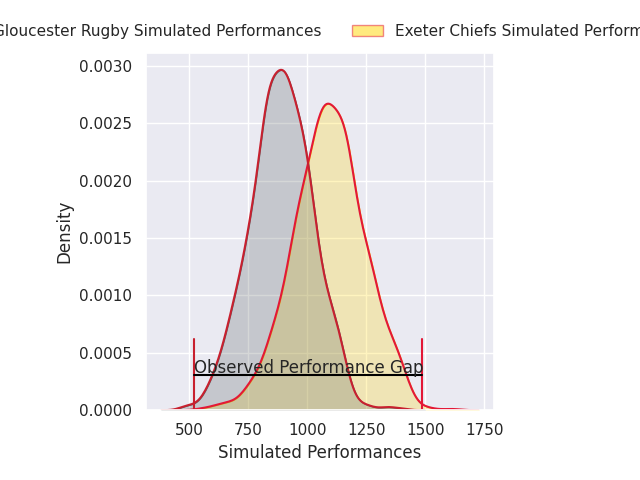 Gloucester Rugby Simulated Performances
Exeter Chiefs Simulated
0.0030
0.0025
0.0020
0.0015
0.0010
0.0005
0.0000
Density
Observed Performance Gap
500
750
1000
1250
1500
1750
Simulated Performances